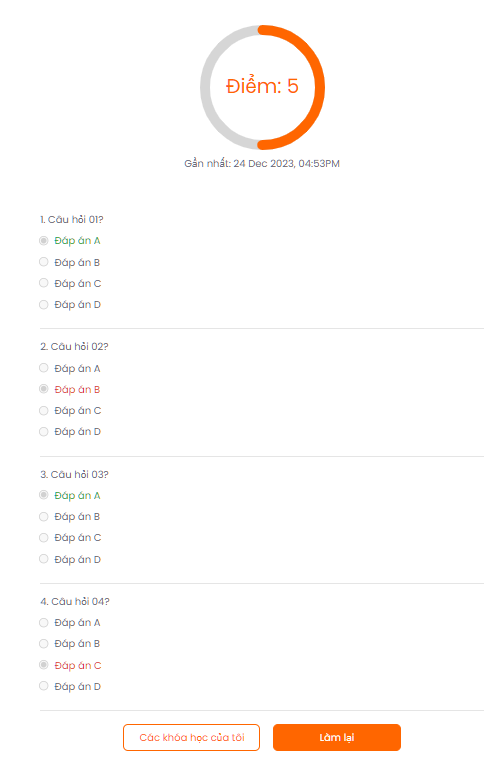 Điểm: 5
Gần nhất: 24 Dec 2023, 04:53PM
1. Câu hỏi 01?
Đáp án A
Đáp án B
Đáp án C
Đáp án D
2. Câu hỏi 02?
Đáp án A
Đáp án B
Đáp án C
Đáp án D
3. Câu hỏi 03?
Đáp án A
Đáp án B
Đáp án C
Đáp án D
4. Câu hỏi 04?
Đáp án A
Đáp án B
Đáp án C
Đáp án D
Các khóa học của tôi
Làm lại